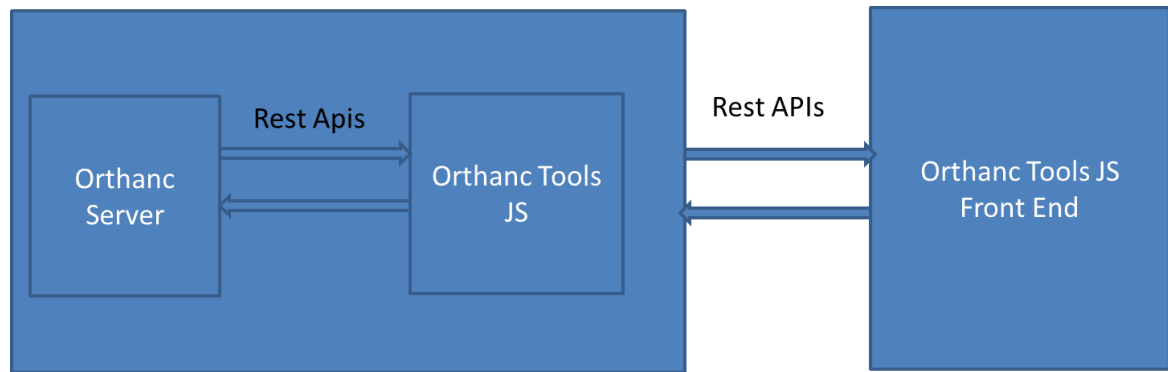 Rest Apis
Rest APIs
Orthanc
Server
Orthanc Tools
JS
Orthanc Tools JS
Front End